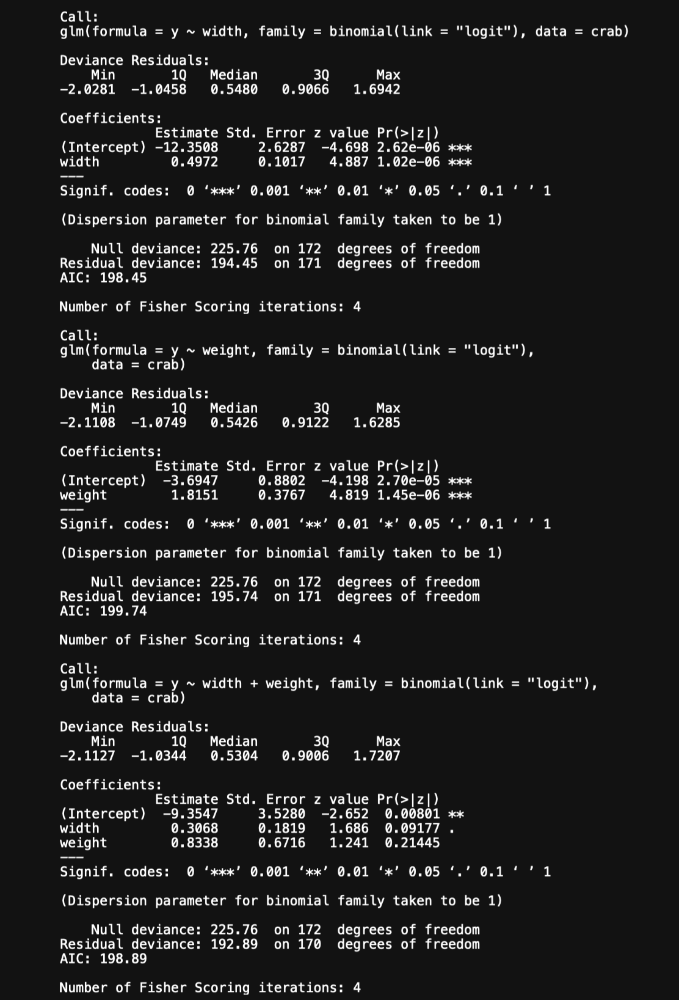 Call:
glm(formula = y ~ width, family = binomial(link = "logit"), data = crab)

Deviance Residuals:
    Min       1Q   Median       3Q      Max
−2.0281  −1.0458   0.5480   0.9066   1.6942

Coefficients:
            Estimate Std. Error z value Pr(>|z|)
(Intercept) −12.3508     2.6287  −4.698 2.62e−06 ***
width         0.4972     0.1017   4.887 1.02e−06 ***
−−−
Signif. codes:  0 ‘***’ 0.001 ‘**’ 0.01 ‘*’ 0.05 ‘.’ 0.1 ‘ ’ 1

(Dispersion parameter for binomial family taken to be 1)

    Null deviance: 225.76  on 172  degrees of freedom
Residual deviance: 194.45  on 171  degrees of freedom
AIC: 198.45

Number of Fisher Scoring iterations: 4

Call:
glm(formula = y ~ weight, family = binomial(link = "logit"),
    data = crab)

Deviance Residuals:
    Min       1Q   Median       3Q      Max
−2.1108  −1.0749   0.5426   0.9122   1.6285

Coefficients:
            Estimate Std. Error z value Pr(>|z|)
(Intercept)  −3.6947     0.8802  −4.198 2.70e−05 ***
weight        1.8151     0.3767   4.819 1.45e−06 ***
−−−
Signif. codes:  0 ‘***’ 0.001 ‘**’ 0.01 ‘*’ 0.05 ‘.’ 0.1 ‘ ’ 1

(Dispersion parameter for binomial family taken to be 1)

    Null deviance: 225.76  on 172  degrees of freedom
Residual deviance: 195.74  on 171  degrees of freedom
AIC: 199.74

Number of Fisher Scoring iterations: 4

Call:
glm(formula = y ~ width + weight, family = binomial(link = "logit"),
    data = crab)

Deviance Residuals:
    Min       1Q   Median       3Q      Max
−2.1127  −1.0344   0.5304   0.9006   1.7207

Coefficients:
            Estimate Std. Error z value Pr(>|z|)
(Intercept)  −9.3547     3.5280  −2.652  0.00801 **
width         0.3068     0.1819   1.686  0.09177 .
weight        0.8338     0.6716   1.241  0.21445
−−−
Signif. codes:  0 ‘***’ 0.001 ‘**’ 0.01 ‘*’ 0.05 ‘.’ 0.1 ‘ ’ 1

(Dispersion parameter for binomial family taken to be 1)

    Null deviance: 225.76  on 172  degrees of freedom
Residual deviance: 192.89  on 170  degrees of freedom
AIC: 198.89

Number of Fisher Scoring iterations: 4